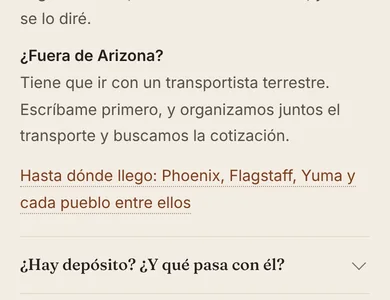 se lo diré.
¿Fuera de Arizona?
Tiene que ir con un transportista terrestre.
Escríbame primero, y organizamos juntos el
transporte y buscamos la cotización.
Hasta dónde llego: Phoenix, Flagstaff, Yuma y
cada pueblo entre ellos
¿Hay depósito? ¿Y qué pasa con él?